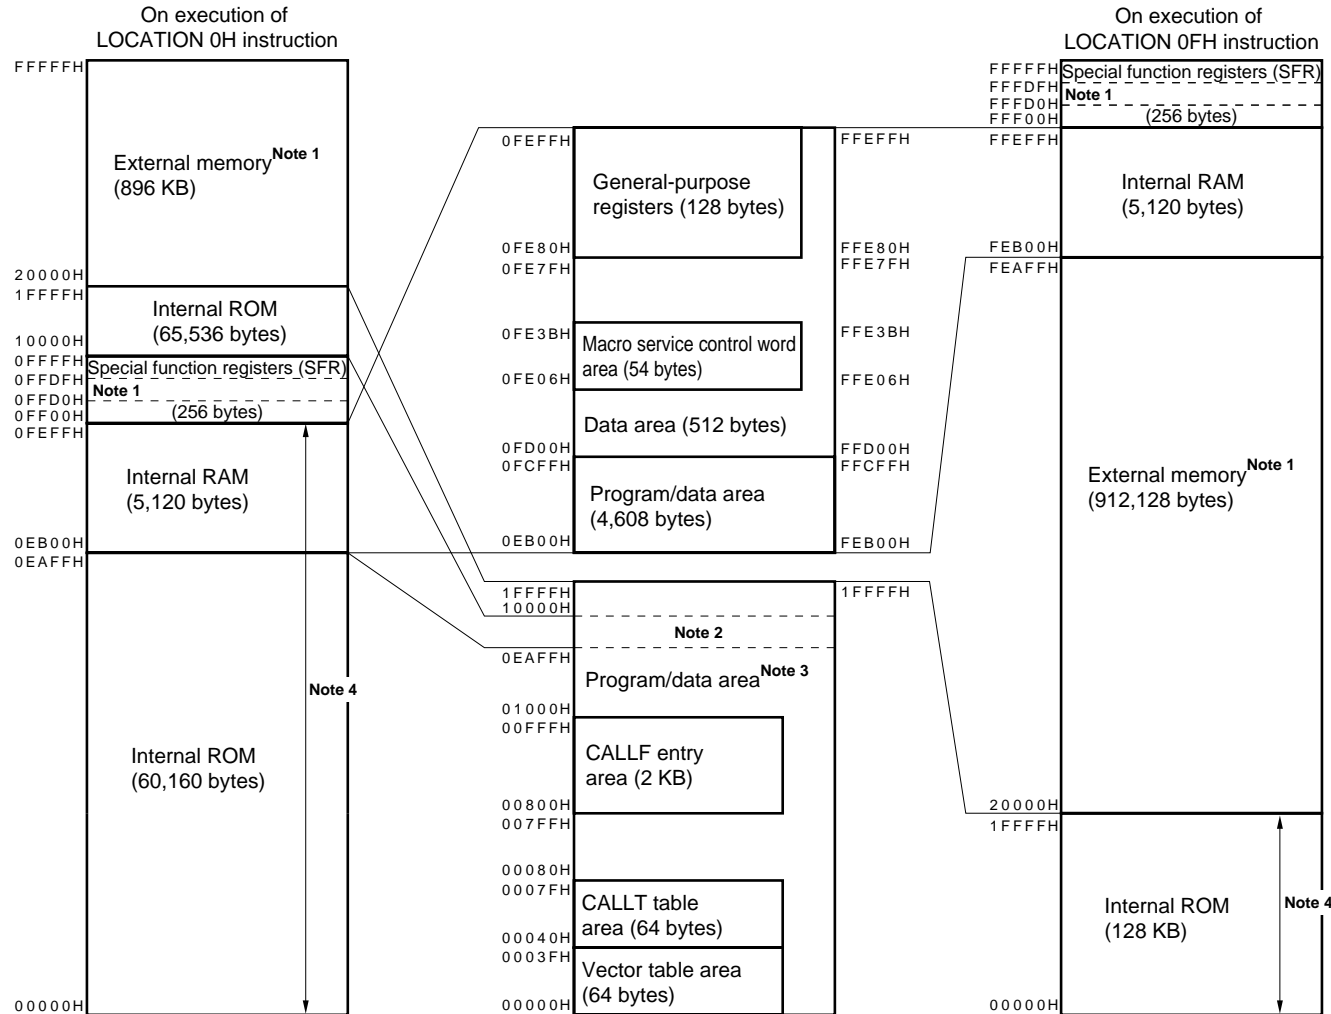 On execution of
LOCATION 0H instruction
FFFFFH
External memory Note 1
(896 KB)
20000H
1FFFFH
Internal ROM
(65,536 bytes)
10000H
0FFFFH
Special function registers (SFR)
0FFDFH
Note 1
0FFD0H
0FF00H
(256 bytes)
0FEFFH
Internal RAM
(5,120 bytes)
0EB00H
0EAFFH
Note 4
Internal ROM
(60,160 bytes)
00000H
0FEFFH
FFEFFH
General-purpose
registers (128 bytes)
0FE80H
FFE80H
0FE7FH
FFE7FH
0FE3BH
FFE3BH
Macro service control word
area (54 bytes)
0FE06H
FFE06H
Data area (512 bytes)
0FD00H
FFD00H
0FCFFH
FFCFFH
Program/data area
(4,608 bytes)
0EB00H
FEB00H
1FFFFH
1FFFFH
10000H
Note 2
0EAFFH
Program/data area Note 3
01000H
00FFFH
CALLF entry
area (2 KB)
00800H
007FFH
00080H
0007FH
CALLT table
area (64 bytes)
00040H
0003FH
Vector table area
(64 bytes)
00000H
On execution of
LOCATION 0FH instruction
FFFFFH
Special function registers (SFR)
FFFDFH
Note 1
FFFD0H
FFF00H
(256 bytes)
FFEFFH
Internal RAM
(5,120 bytes)
FEB00H
FEAFFH
External memory Note 1
(912,128 bytes)
20000H
1FFFFH
Note 4
Internal ROM
(128 KB)
00000H